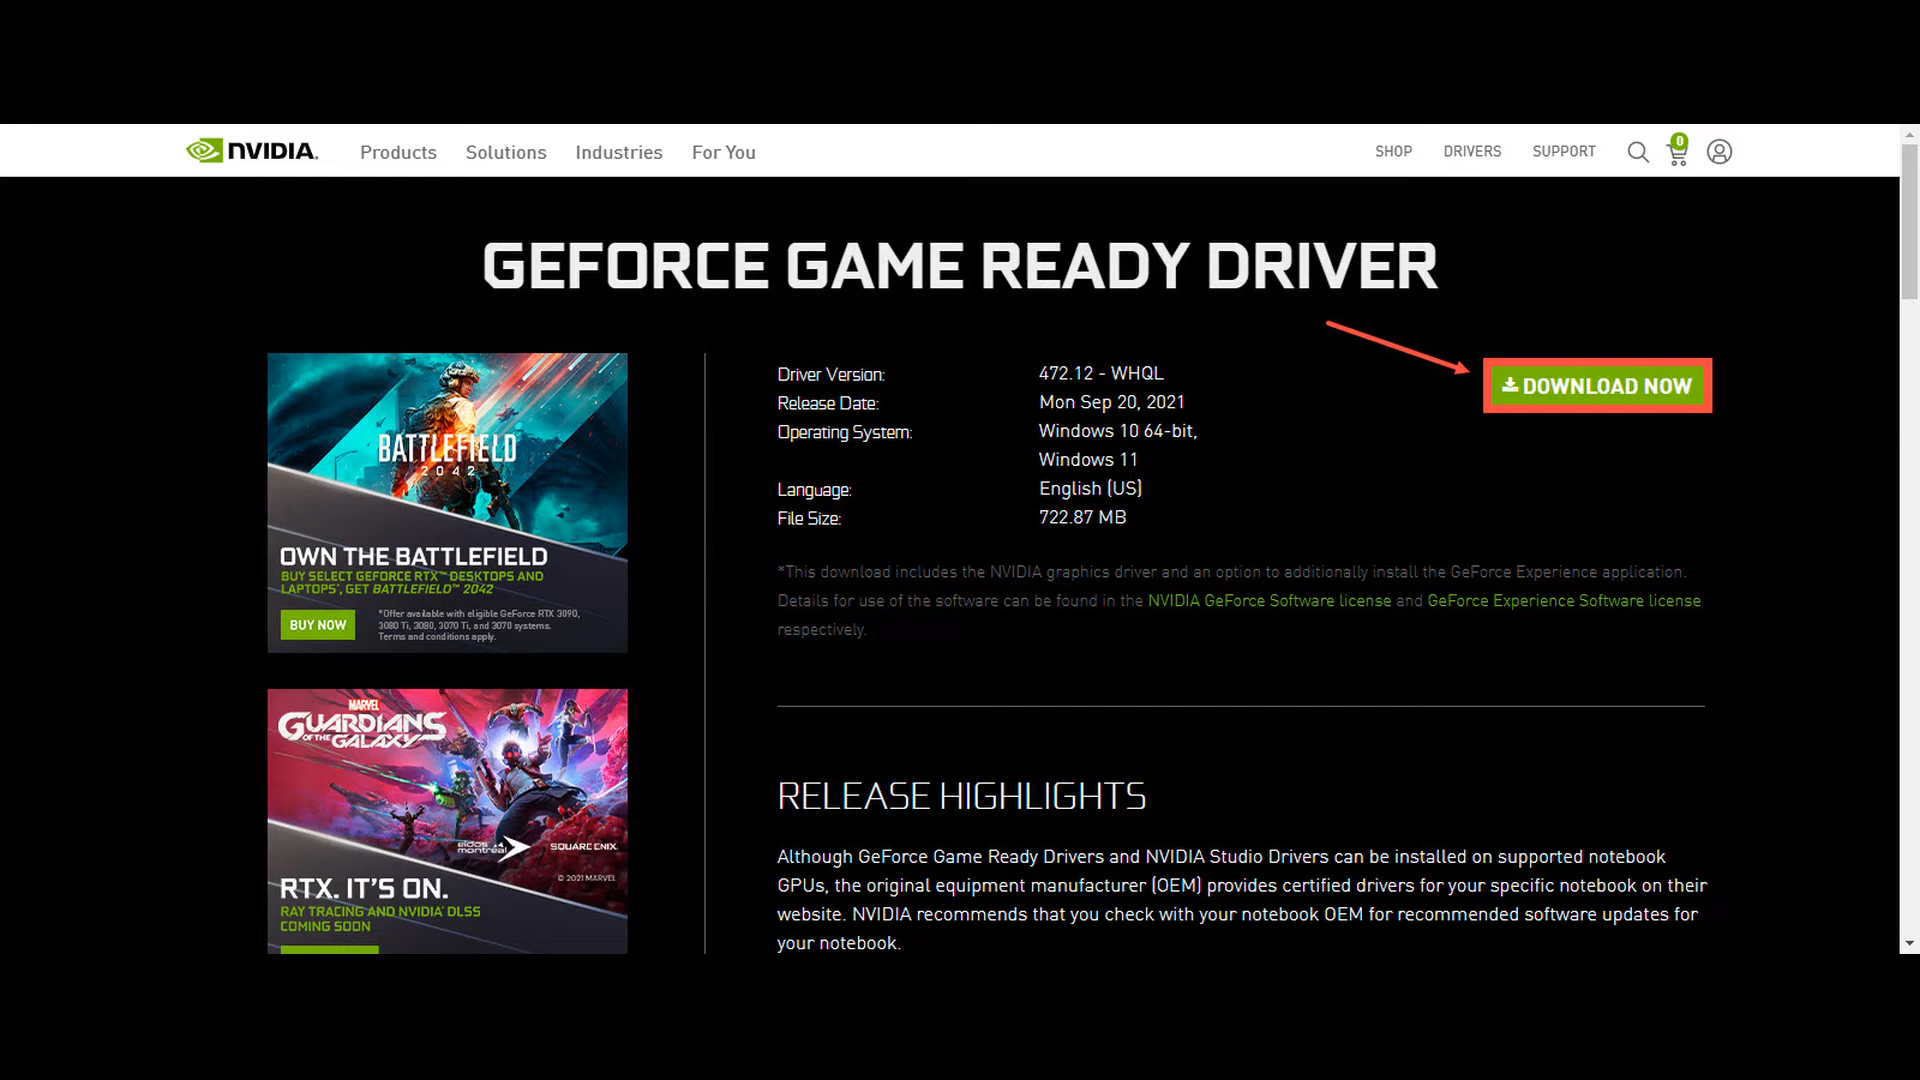 NVIDIA.
Products
Solutions
Industries
For You
SHOP
DRIVERS
SUPPORT
0
GEFORCE GAME READY DRIVER
BATTLEFIELD
2042
OWN THE BATTLEFIELD
BUY SELECT GEFORCE RTX™ DESKTOPS AND
LAPTOPS*, GET BATTLEFIELD™ 2042
BUY NOW
*Offer available with eligible GeForce RTX 3090,
3080 Ti, 3080, 3070 Ti, and 3070 systems.
Terms and conditions apply.
MARVEL
GUARDIANS
OF THE GALAXY
eidos
montréal
SQUARE ENIX.
© 2021 MARVEL
RTX. IT'S ON.
RAY TRACING AND NVIDIA® DLSS
COMING SOON
Driver Version: 472.12 - WHQL
Release Date: Mon Sep 20, 2021
Operating System: Windows 10 64-bit,
Windows 11
Language: English (US)
File Size: 722.87 MB
DOWNLOAD NOW
*This download includes the NVIDIA graphics driver and an option to additionally install the GeForce Experience application.
Details for use of the software can be found in the NVIDIA GeForce Software license and GeForce Experience Software license
respectively.
RELEASE HIGHLIGHTS
Although GeForce Game Ready Drivers and NVIDIA Studio Drivers can be installed on supported notebook
GPUs, the original equipment manufacturer (OEM) provides certified drivers for your specific notebook on their
website. NVIDIA recommends that you check with your notebook OEM for recommended software updates for
your notebook.